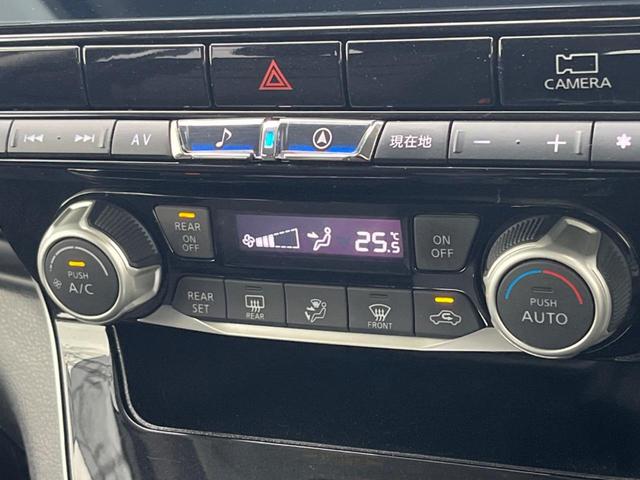 CAMERA
AV
現在地
− +
REAR
ON
OFF
25.5°C
ON
OFF
PUSH
A/C
REAR
SET
REAR
FRONT
PUSH
AUTO